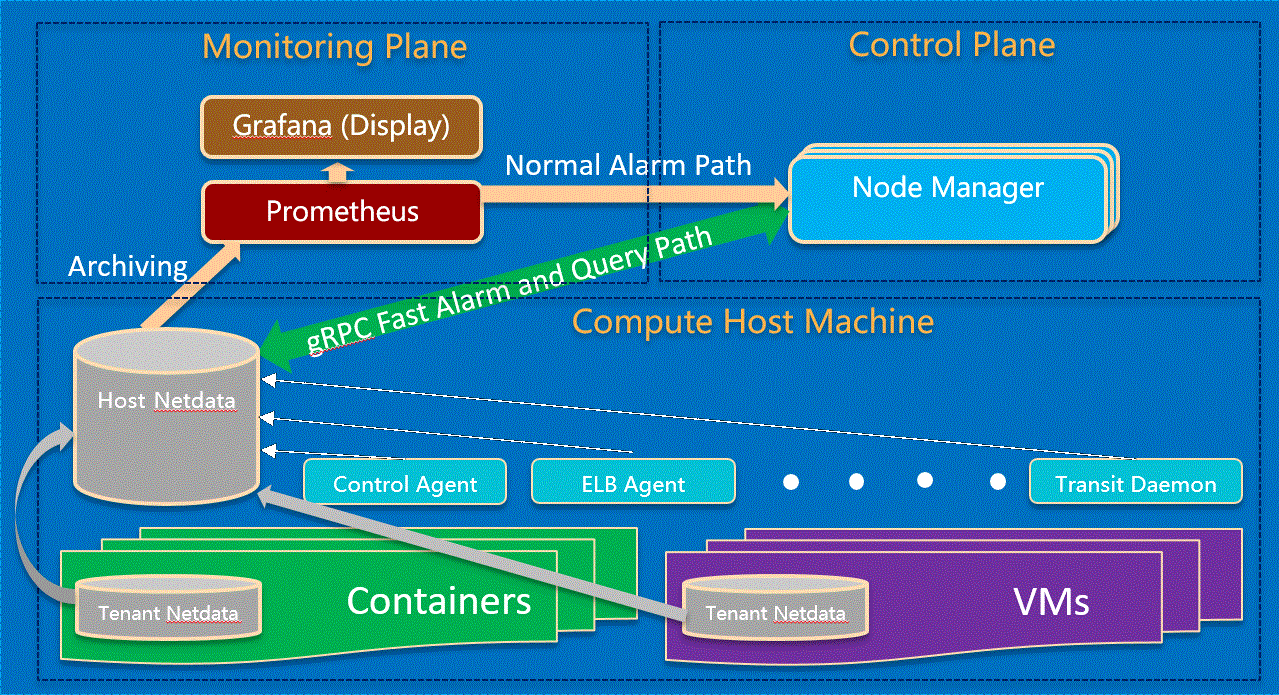 Monitoring Plane
Control Plane
Grafana (Display)
Normal Alarm Path
Node Manager
Prometheus
Archiving
gRPC Fast Alarm and Query Path
Compute Host Machine
Host Netdata
Control Agent
ELB Agent
Transit Daemon
Containers
VMs
Tenant Netdata
Tenant Netdata